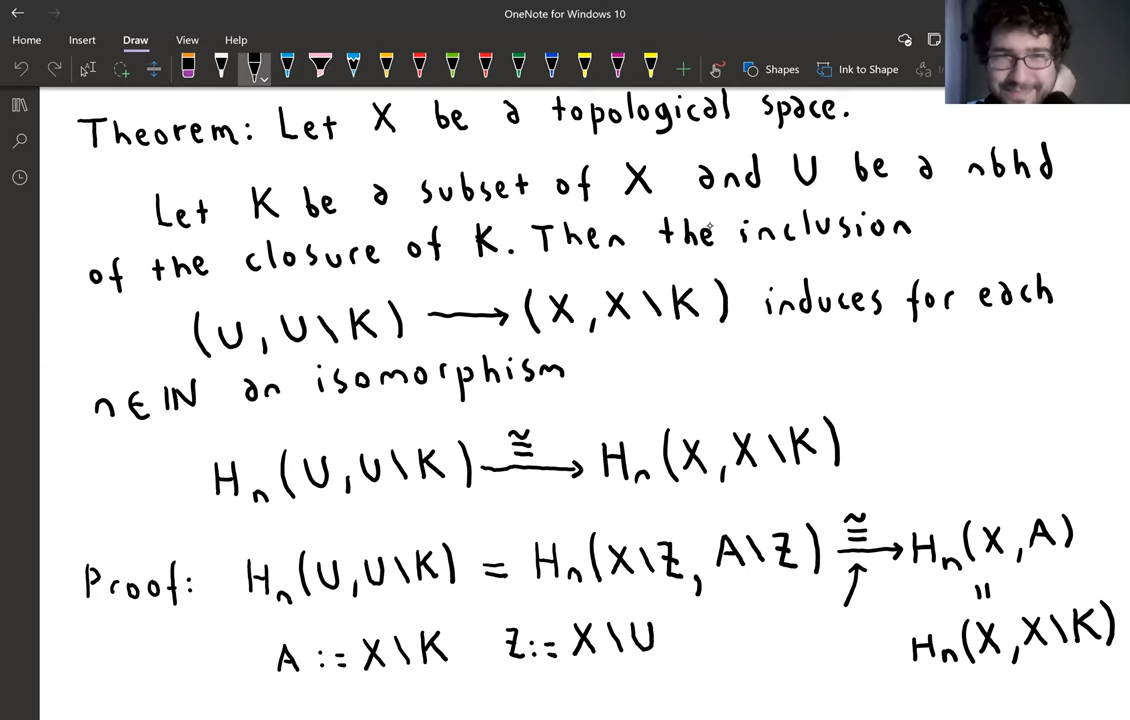 OneNote for Windows 10
Home Insert Draw View Help
Shapes Ink to Shape
Theorem: Let X be a topological space.
Let K be a subset of X and U be a nbhd
of the closure of K. Then the inclusion
(U, U\K) → (X, X\K) induces for each
n ∈ ℕ an isomorphism
Hₙ(U, U\K) ≅→ Hₙ(X, X\K)
Proof: Hₙ(U, U\K) = Hₙ(X\Z, A\Z) ≅→ Hₙ(X, A)
↑ =
A := X\K Z := X\U Hₙ(X, X\K)